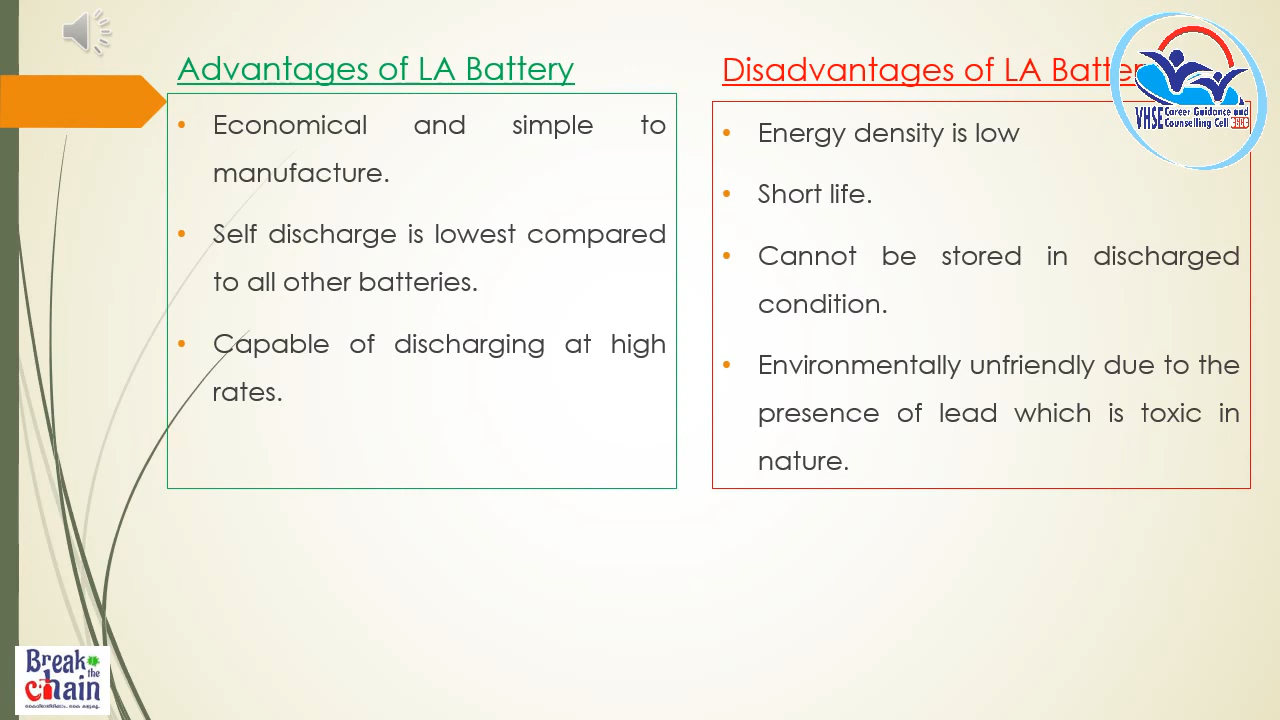 Advantages of LA Battery
• Economical and simple to
manufacture.
• Self discharge is lowest compared
to all other batteries.
• Capable of discharging at high
rates.
Disadvantages of LA Batter
• Energy density is low
• Short life.
• Cannot be stored in discharged
condition.
• Environmentally unfriendly due to the
presence of lead which is toxic in
nature.
VHSE Career Guidance and
Counselling Cell
Break
the
chain